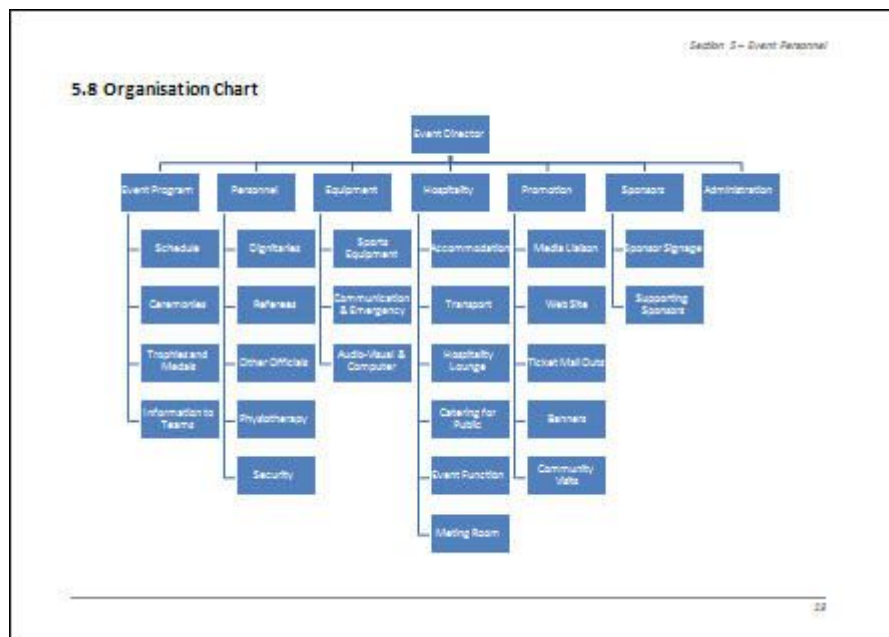 Section 5 – Event Personnel
5.8 Organisation Chart
Event Director
Event Program
Personnel
Equipment
Hospitality
Promotion
Sponsors
Administration
Schedule
Dignitaries
Sports
Equipment
Accommodation
Media Liaison
Sponsor Signage
Ceremonies
Referees
Communication
& Emergency
Transport
Web Site
Supporting
Sponsors
Trophies and
Medals
Other Officials
Audio-Visual &
Computer
Hospitality
Lounge
Ticket Mail Outs
Information to
Teams
Physiotherapy
Catering for
Public
Banners
Security
Event Function
Community
Visits
Meting Room